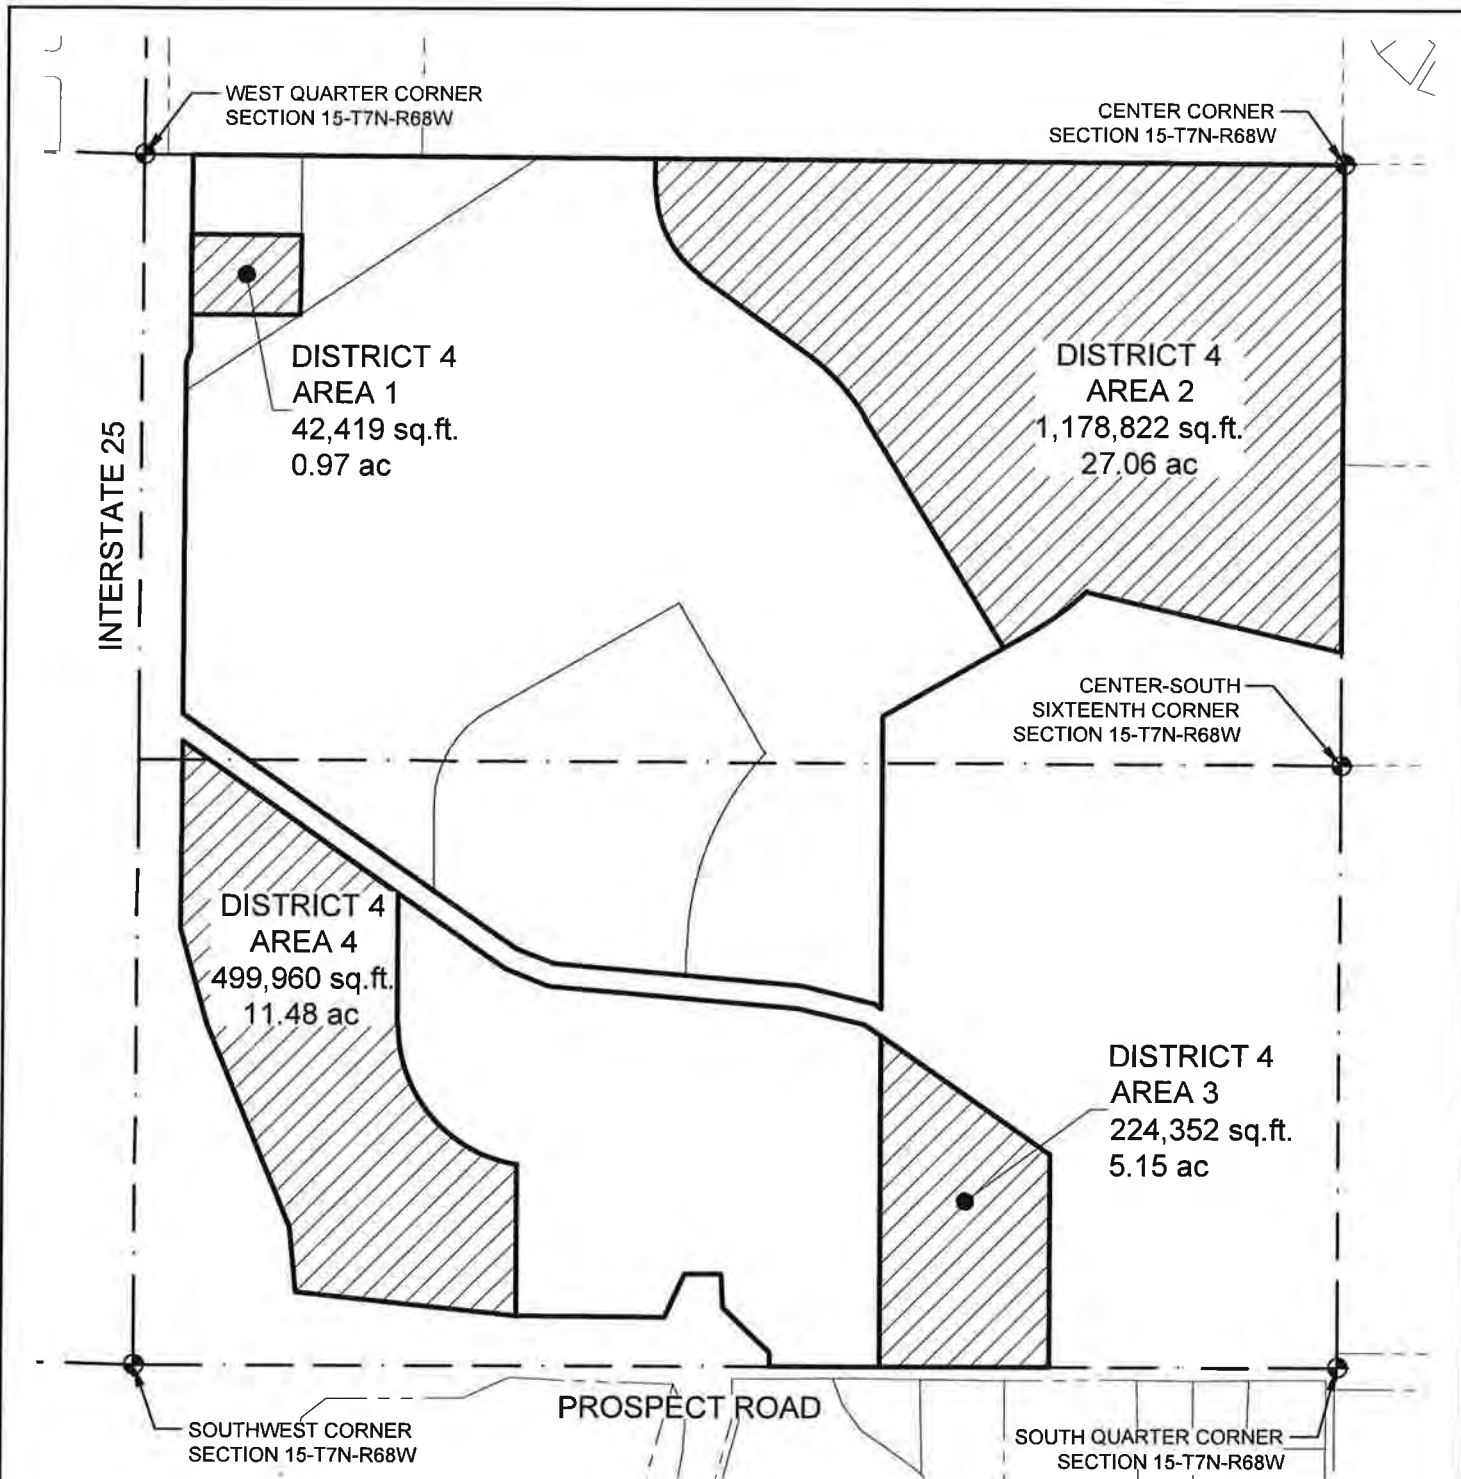 WEST QUARTER CORNER
SECTION 15-T7N-R68W
CENTER CORNER
SECTION 15-T7N-R68W
DISTRICT 4
AREA 1
42,419 sq.ft.
0.97 ac
DISTRICT 4
AREA 2
1,178,822 sq.ft.
27.06 ac
INTERSTATE 25
CENTER-SOUTH
SIXTEENTH CORNER
SECTION 15-T7N-R68W
DISTRICT 4
AREA 4
499,960 sq.ft.
11.48 ac
DISTRICT 4
AREA 3
224,352 sq.ft.
5.15 ac
PROSPECT ROAD
SOUTHWEST CORNER
SECTION 15-T7N-R68W
SOUTH QUARTER CORNER
SECTION 15-T7N-R68W